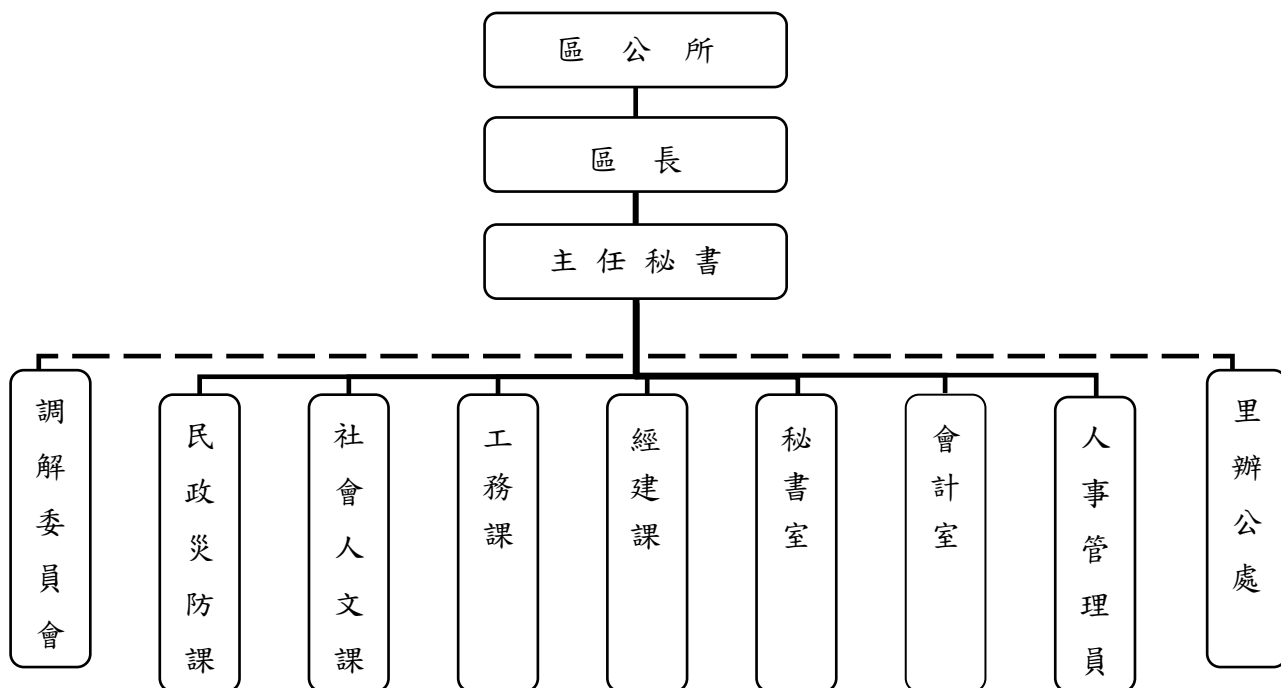 區公所
區長
主任秘書
調解委員會
民政災防課
社會人文課
工務課
經建課
秘書室
會計室
人事管理員
里辦公處